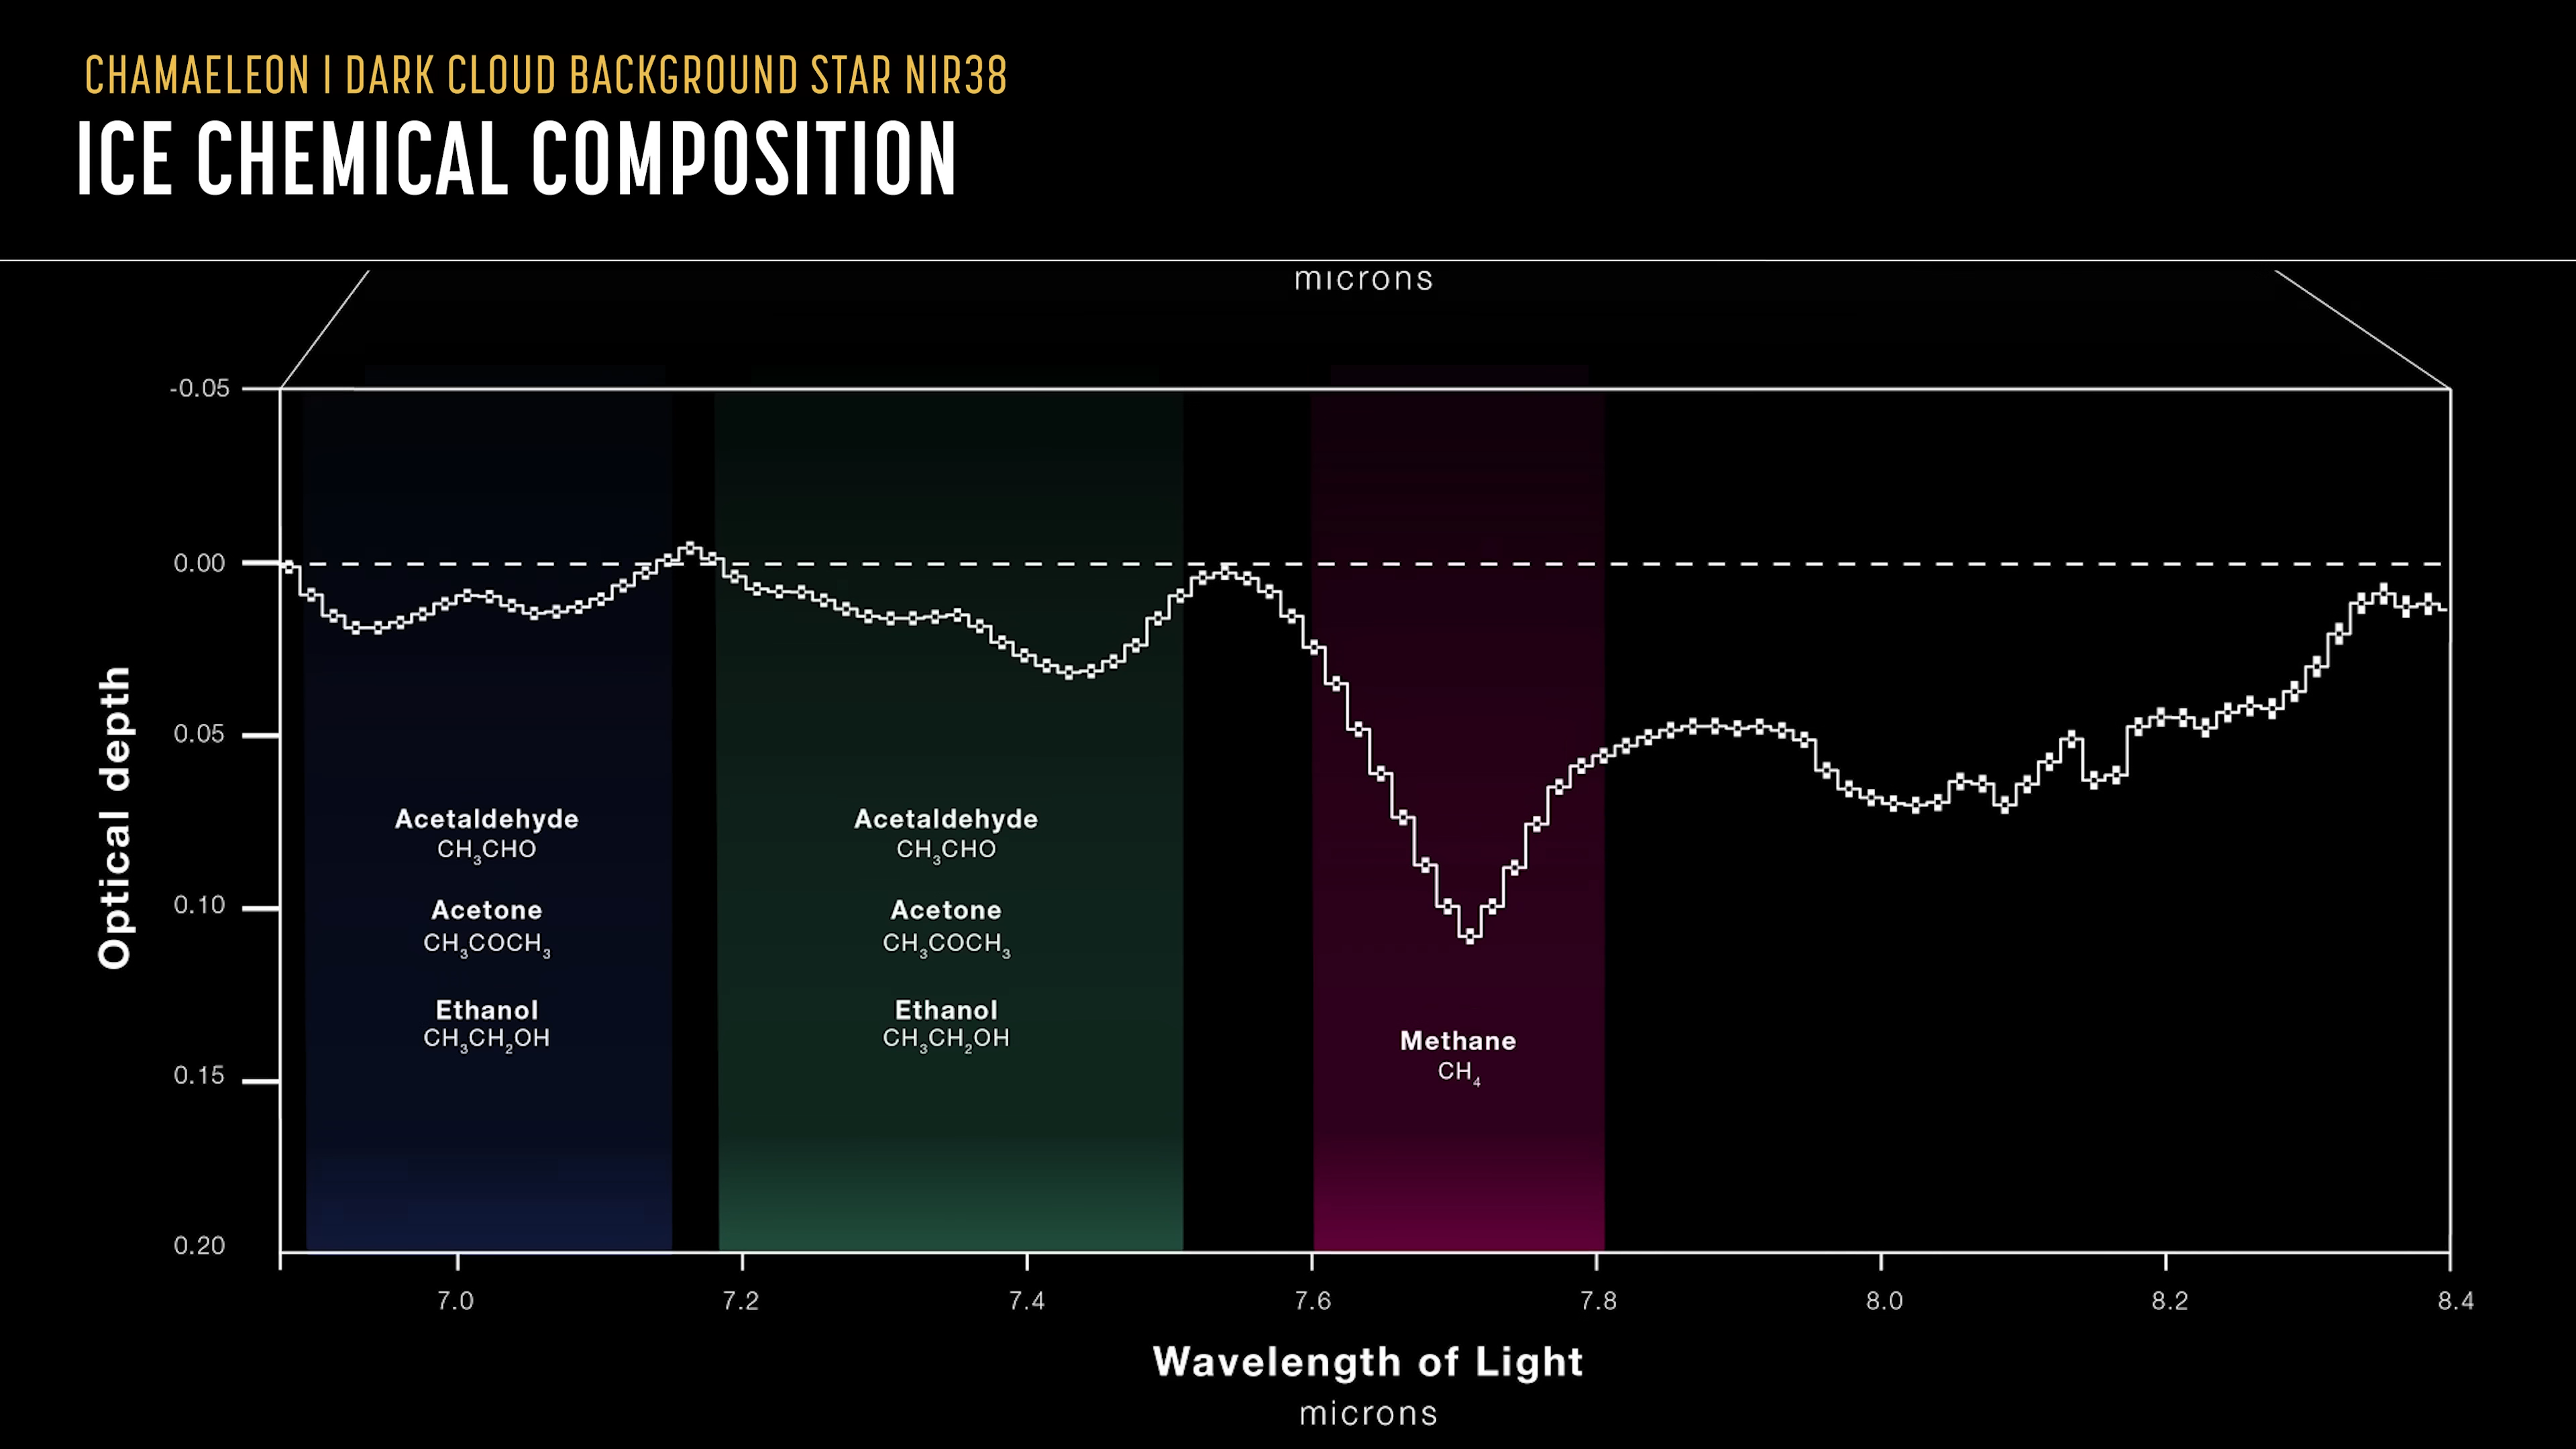 CHAMAELEON I DARK CLOUD BACKGROUND STAR NIR38
ICE CHEMICAL COMPOSITION
microns
-0.05
0.00
0.05
0.10
0.15
0.20
Optical depth
Acetaldehyde
CH₃CHO
Acetone
CH₃COCH₃
Ethanol
CH₃CH₂OH
Acetaldehyde
CH₃CHO
Acetone
CH₃COCH₃
Ethanol
CH₃CH₂OH
Methane
CH₄
7.0 7.2 7.4 7.6 7.8 8.0 8.2 8.4
Wavelength of Light
microns